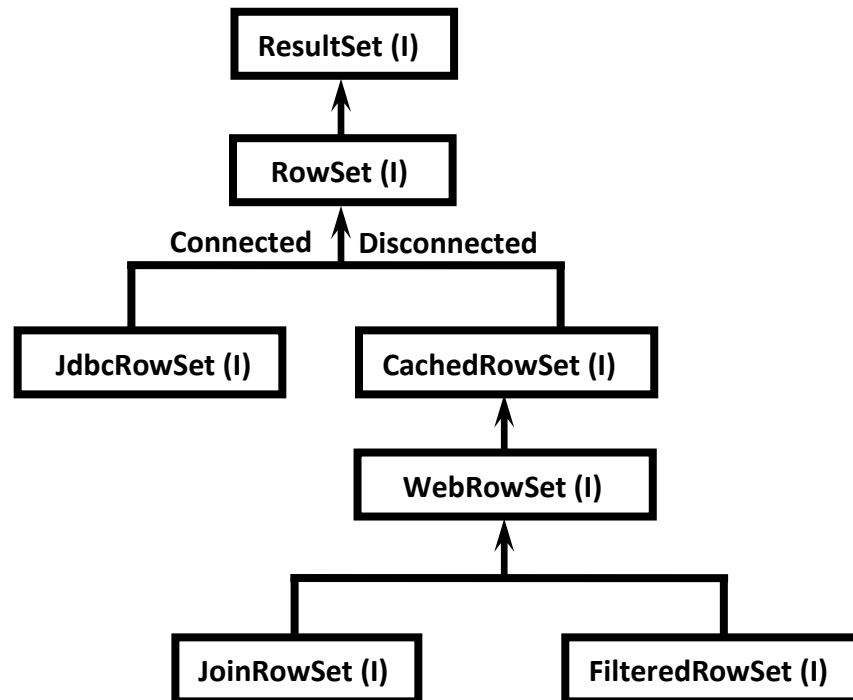 ResultSet (I)
RowSet (I)
Connected Disconnected
JdbcRowSet (I) CachedRowSet (I)
WebRowSet (I)
JoinRowSet (I) FilteredRowSet (I)